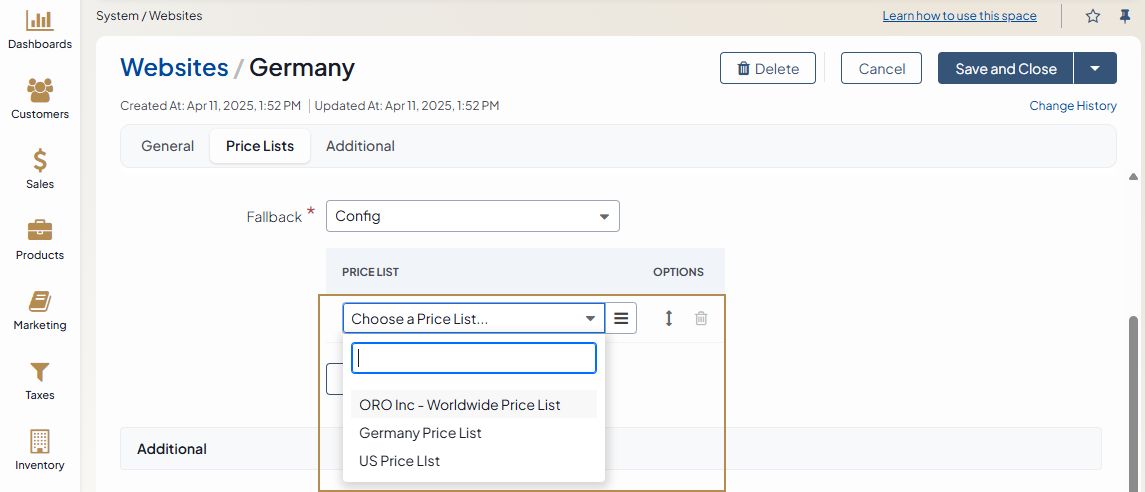 System / Websites
Learn how to use this space
Dashboards
Customers
Sales
Products
Marketing
Taxes
Inventory
Websites / Germany
Delete
Cancel
Save and Close
Created At: Apr 11, 2025, 1:52 PM | Updated At: Apr 11, 2025, 1:52 PM
Change History
General
Price Lists
Additional
Fallback *
Config
PRICE LIST
OPTIONS
Choose a Price List...
ORO Inc - Worldwide Price List
Germany Price List
US Price LIst
Additional